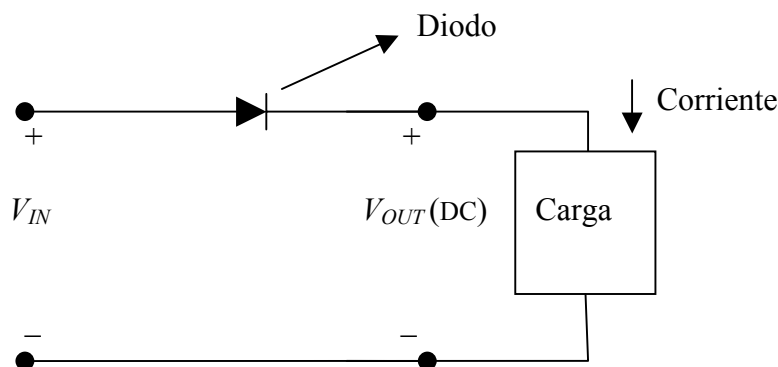 Diodo
Corriente
+ +
V_IN V_OUT (DC) Carga
− −